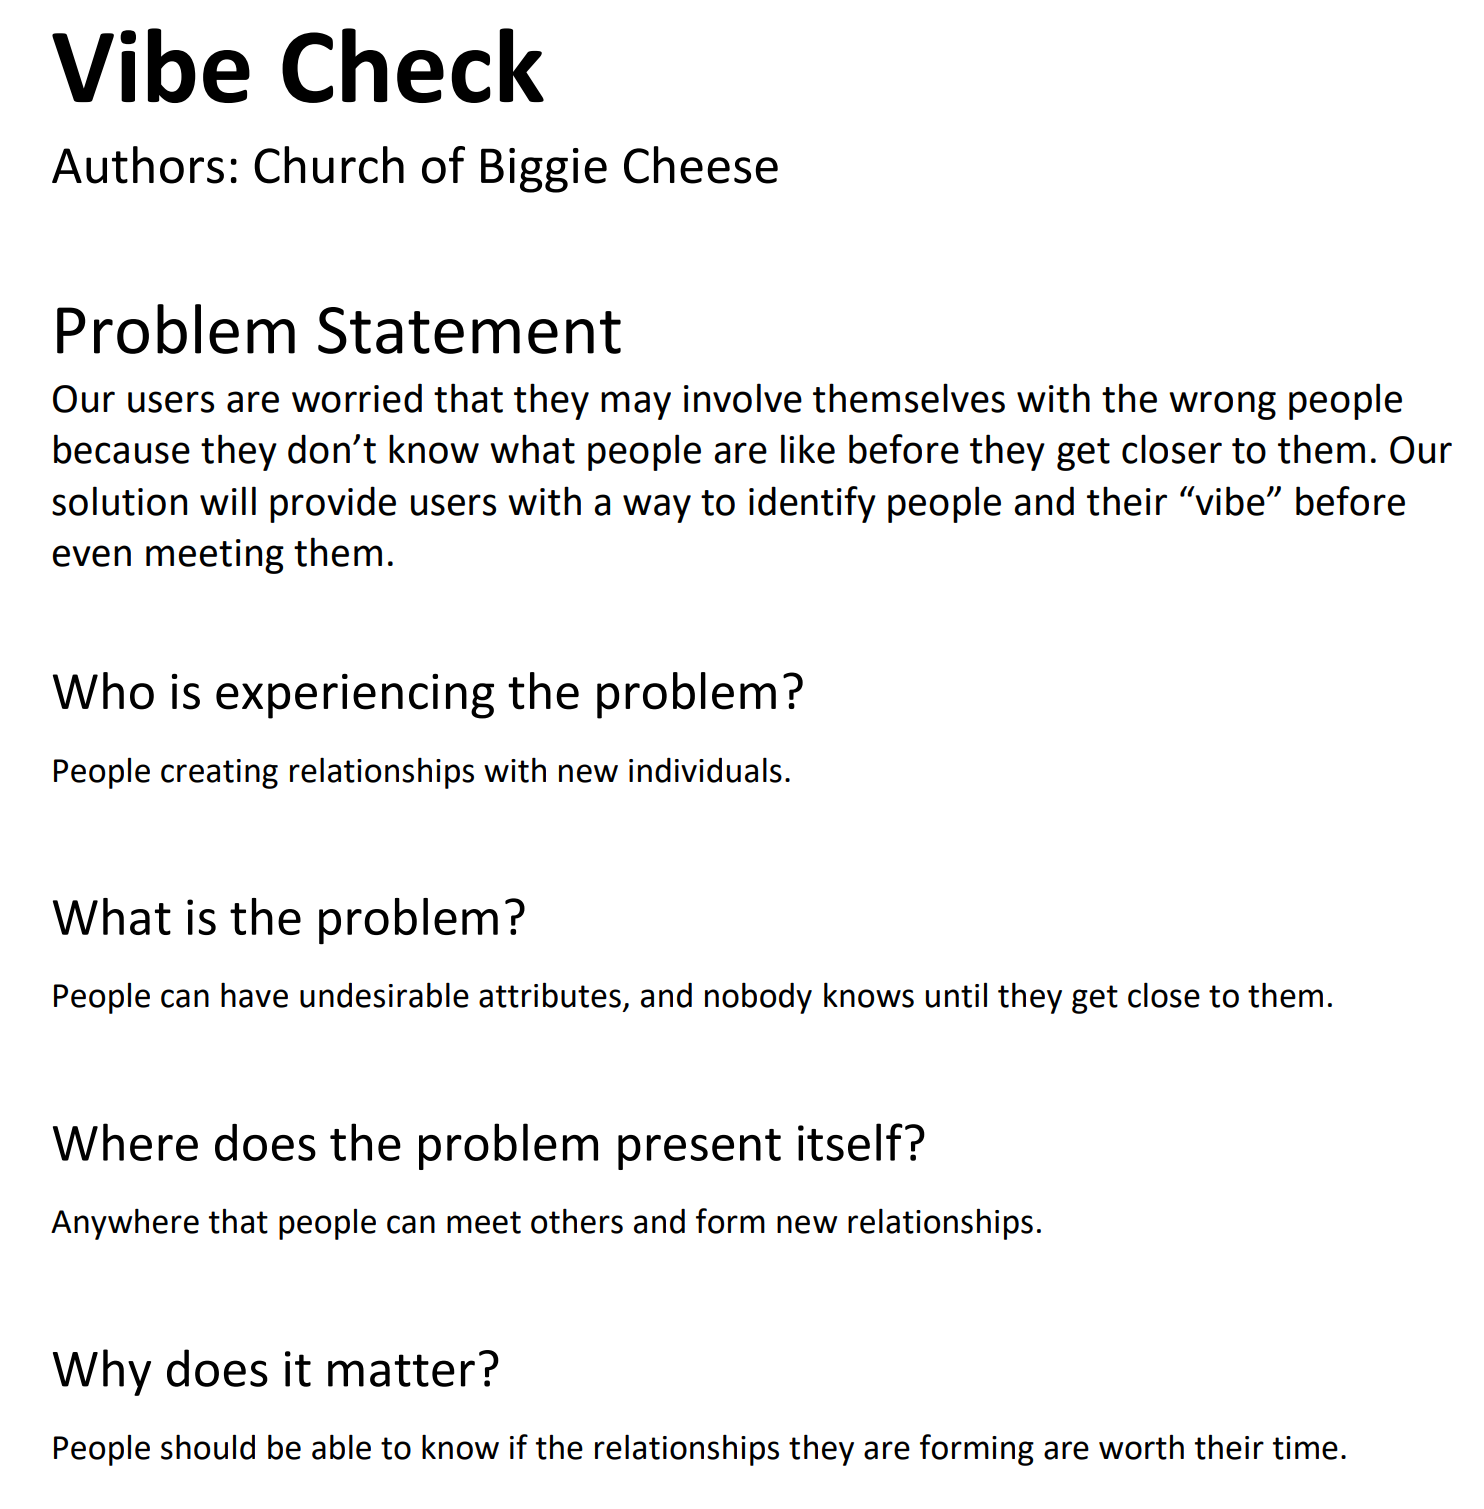 Vibe Check
Authors: Church of Biggie Cheese
Problem Statement
Our users are worried that they may involve themselves with the wrong people
because they don’t know what people are like before they get closer to them. Our
solution will provide users with a way to identify people and their “vibe” before
even meeting them.
Who is experiencing the problem?
People creating relationships with new individuals.
What is the problem?
People can have undesirable attributes, and nobody knows until they get close to them.
Where does the problem present itself?
Anywhere that people can meet others and form new relationships.
Why does it matter?
People should be able to know if the relationships they are forming are worth their time.